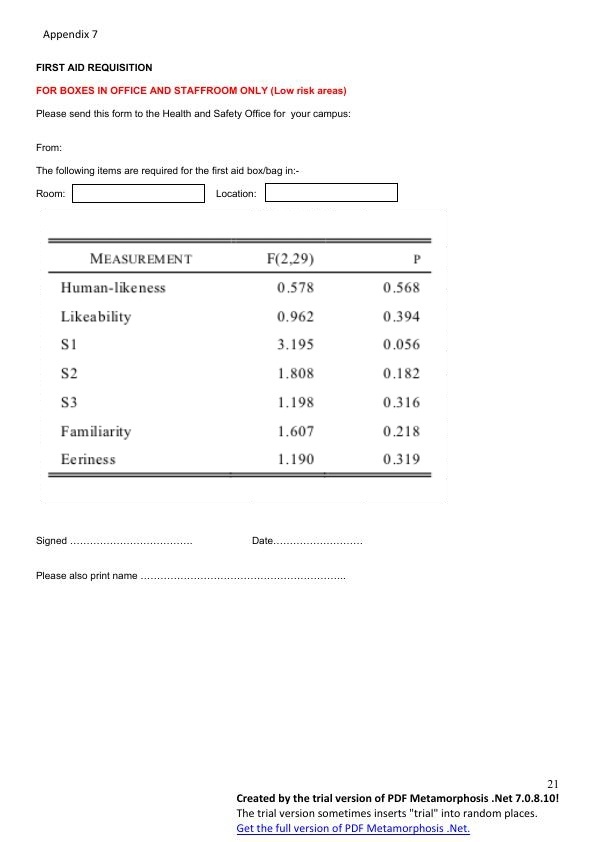 Appendix 7
FIRST AID REQUISITION
FOR BOXES IN OFFICE AND STAFFROOM ONLY (Low risk areas)
Please send this form to the Health and Safety Office for your campus:
From:
The following items are required for the first aid box/bag in:-
Room: Location:
MEASUREMENT F(2,29) P
Human-likeness 0.578 0.568
Likeability 0.962 0.394
S1 3.195 0.056
S2 1.808 0.182
S3 1.198 0.316
Familiarity 1.607 0.218
Eeriness 1.190 0.319
Signed ………………………………. Date………………………
Please also print name ……………………………………………………..
21
Created by the trial version of PDF Metamorphosis .Net 7.0.8.10!
The trial version sometimes inserts "trial" into random places.
Get the full version of PDF Metamorphosis .Net.